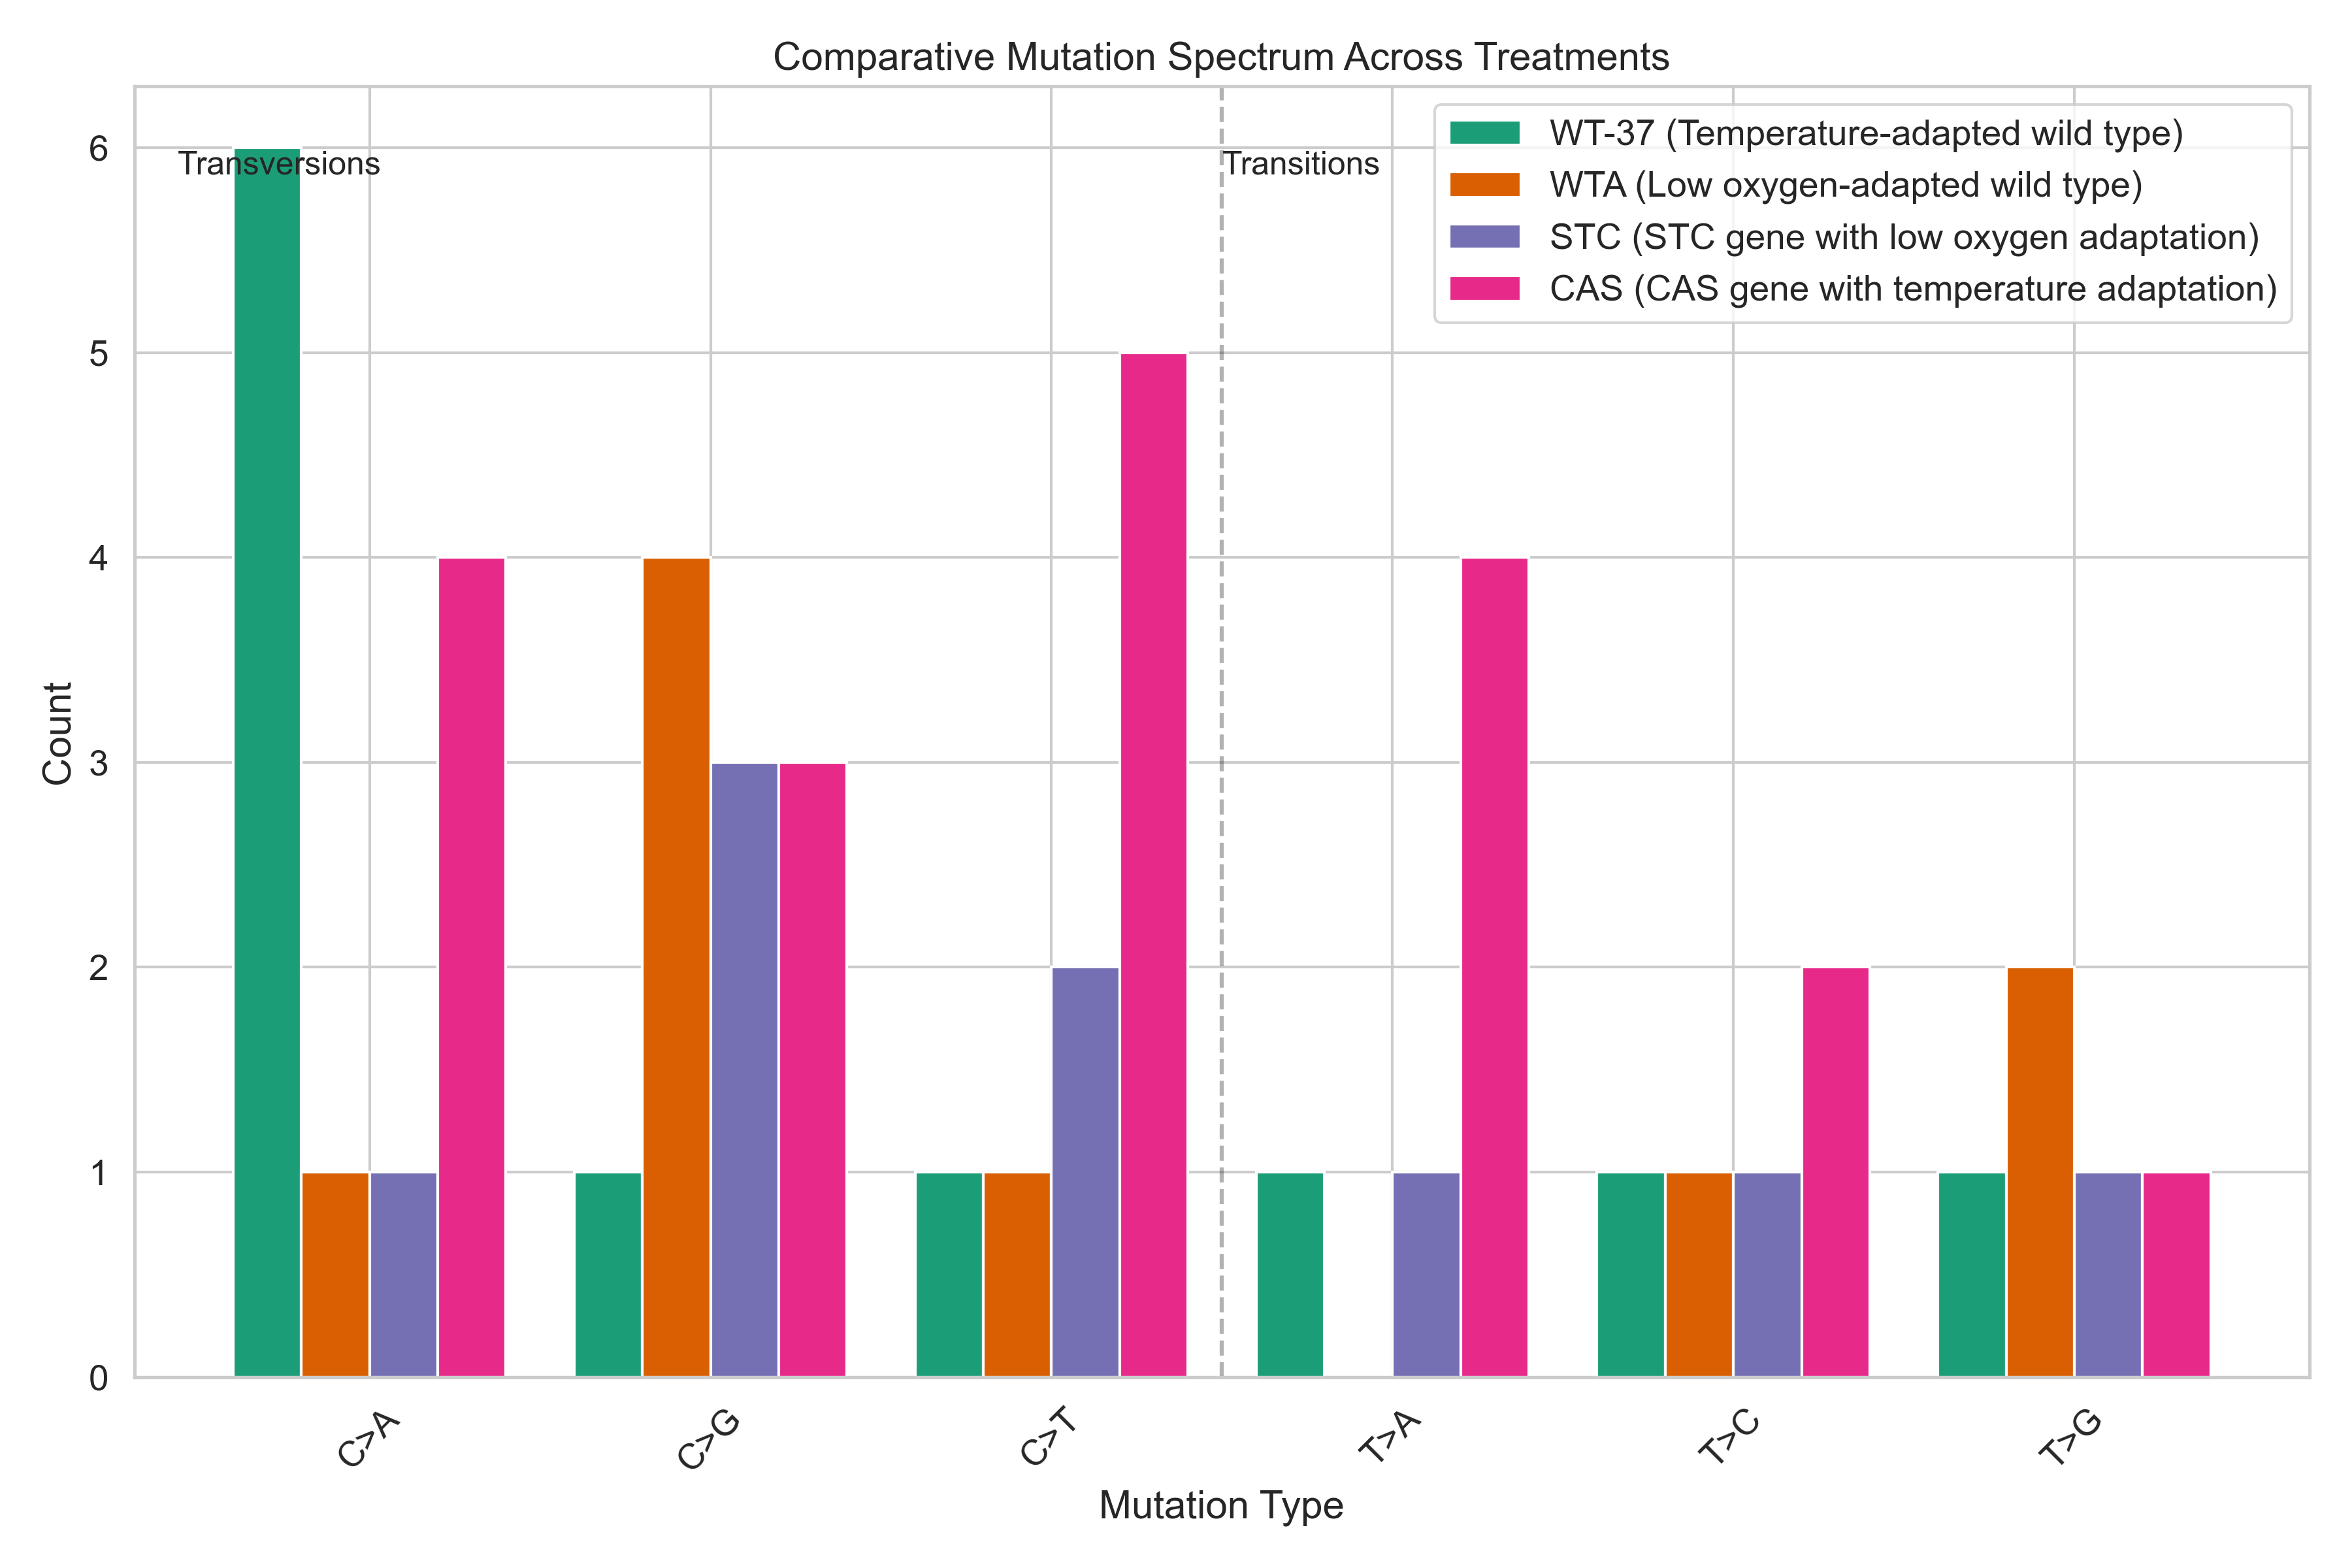 Comparative Mutation Spectrum Across Treatments
Transversions
Transitions
WT-37 (Temperature-adapted wild type)
WTA (Low oxygen-adapted wild type)
STC (STC gene with low oxygen adaptation)
CAS (CAS gene with temperature adaptation)
Count
6
5
4
3
2
1
0
C>A
C>G
C>T
T>A
T>C
T>G
Mutation Type